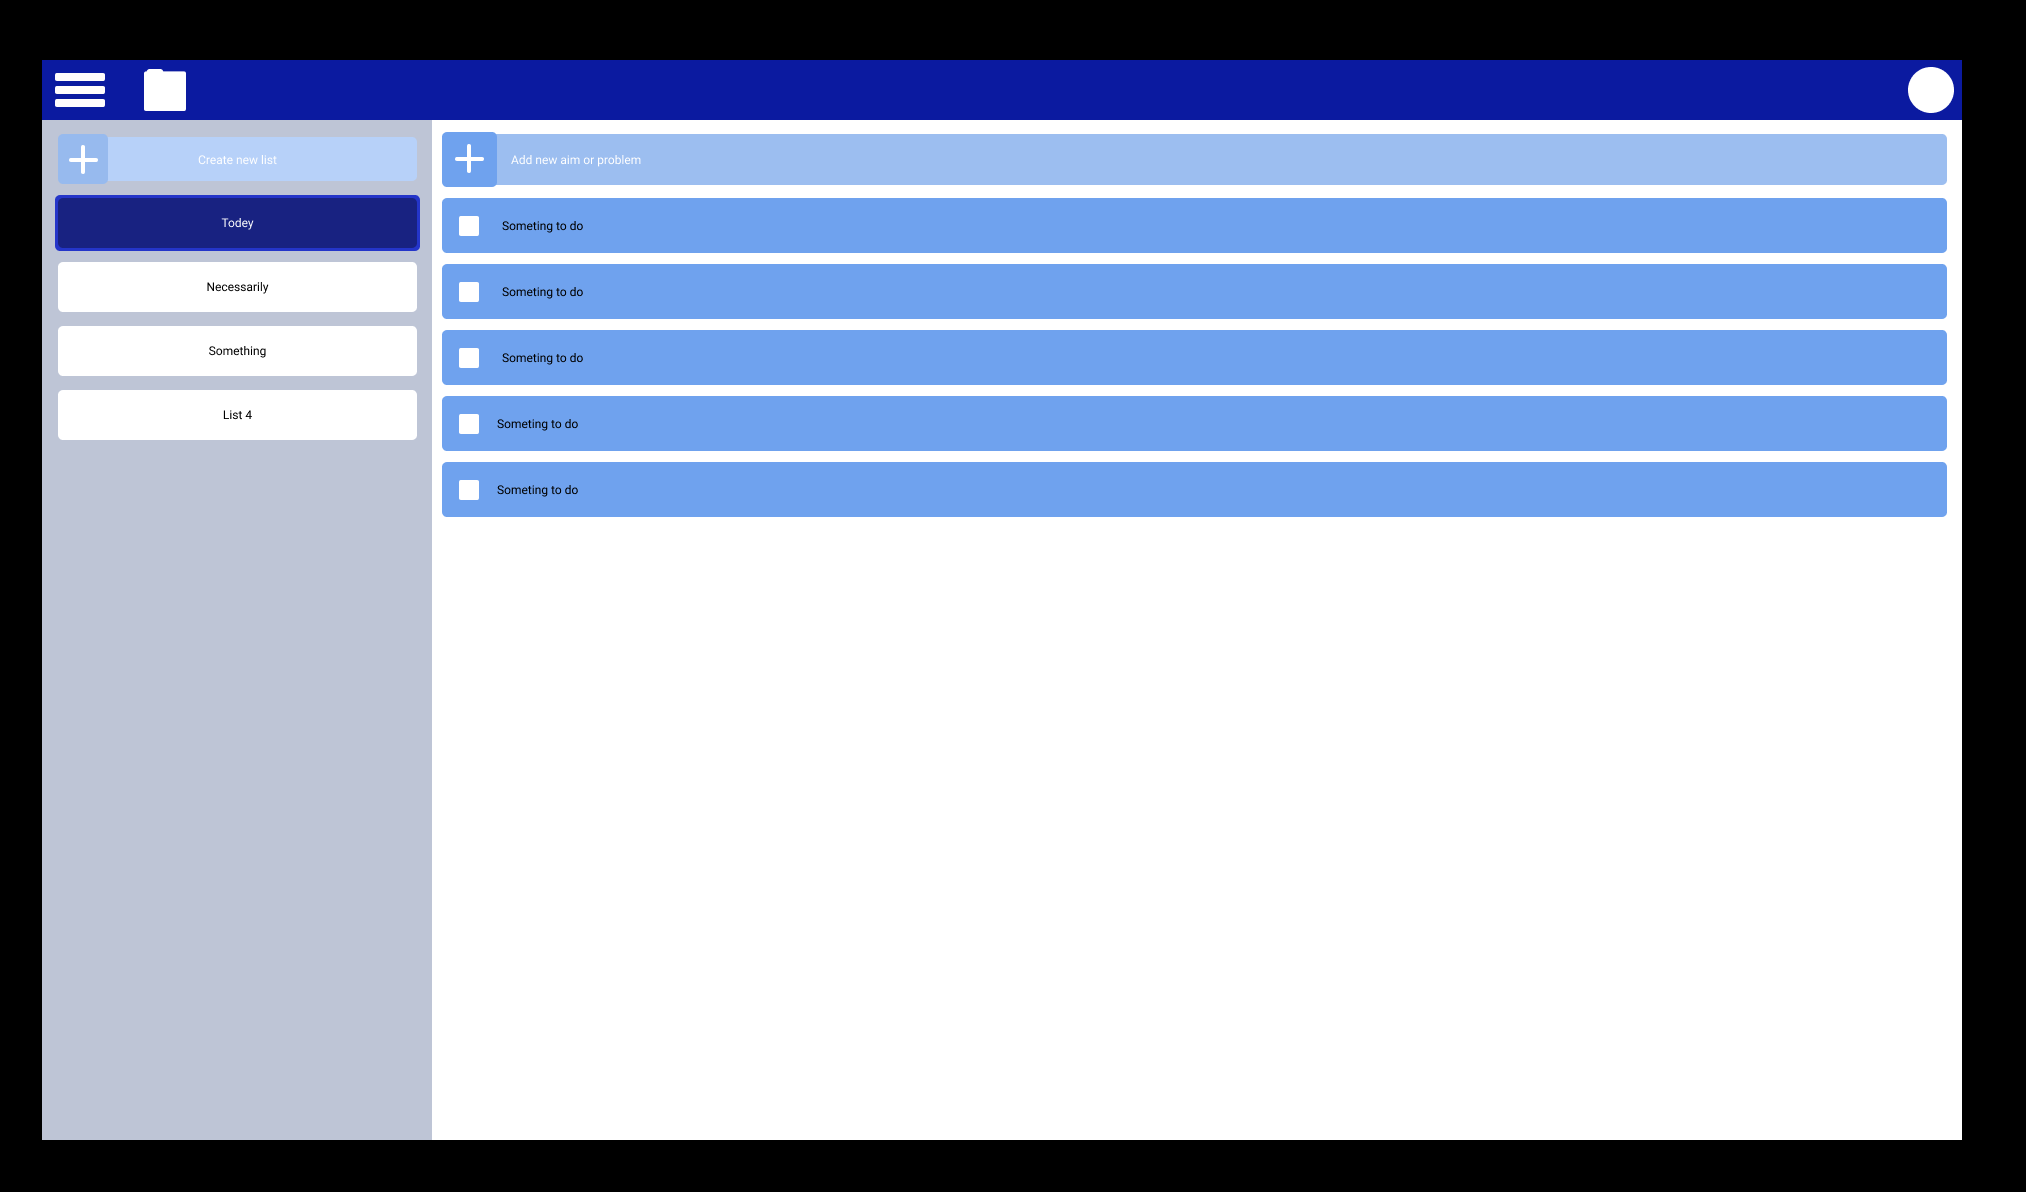 Create new list
Todey
Necessarily
Something
List 4
Add new aim or problem
Someting to do
Someting to do
Someting to do
Someting to do
Someting to do